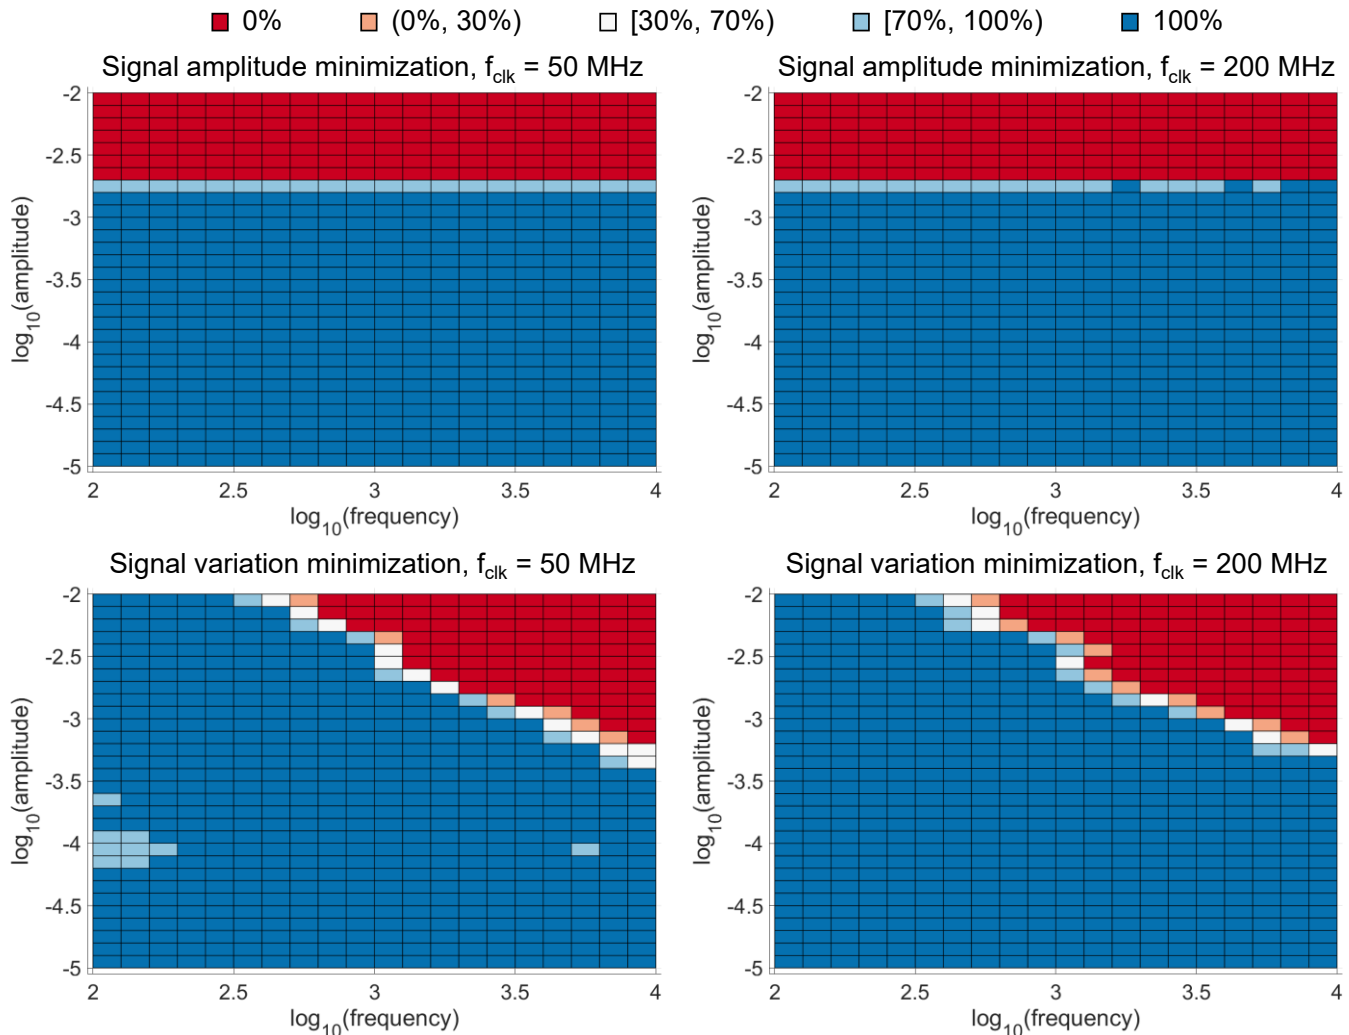 0% (0%, 30%) [30%, 70%) [70%, 100%) 100%
Signal amplitude minimization, fclk = 50 MHz
-2
-2.5
-3
-3.5
-4
-4.5
-5
log10(amplitude)
2 2.5 3 3.5 4
log10(frequency)
Signal amplitude minimization, fclk = 200 MHz
-2
-2.5
-3
-3.5
-4
-4.5
-5
log10(amplitude)
2 2.5 3 3.5 4
log10(frequency)
Signal variation minimization, fclk = 50 MHz
-2
-2.5
-3
-3.5
-4
-4.5
-5
log10(amplitude)
2 2.5 3 3.5 4
log10(frequency)
Signal variation minimization, fclk = 200 MHz
-2
-2.5
-3
-3.5
-4
-4.5
-5
log10(amplitude)
2 2.5 3 3.5 4
log10(frequency)